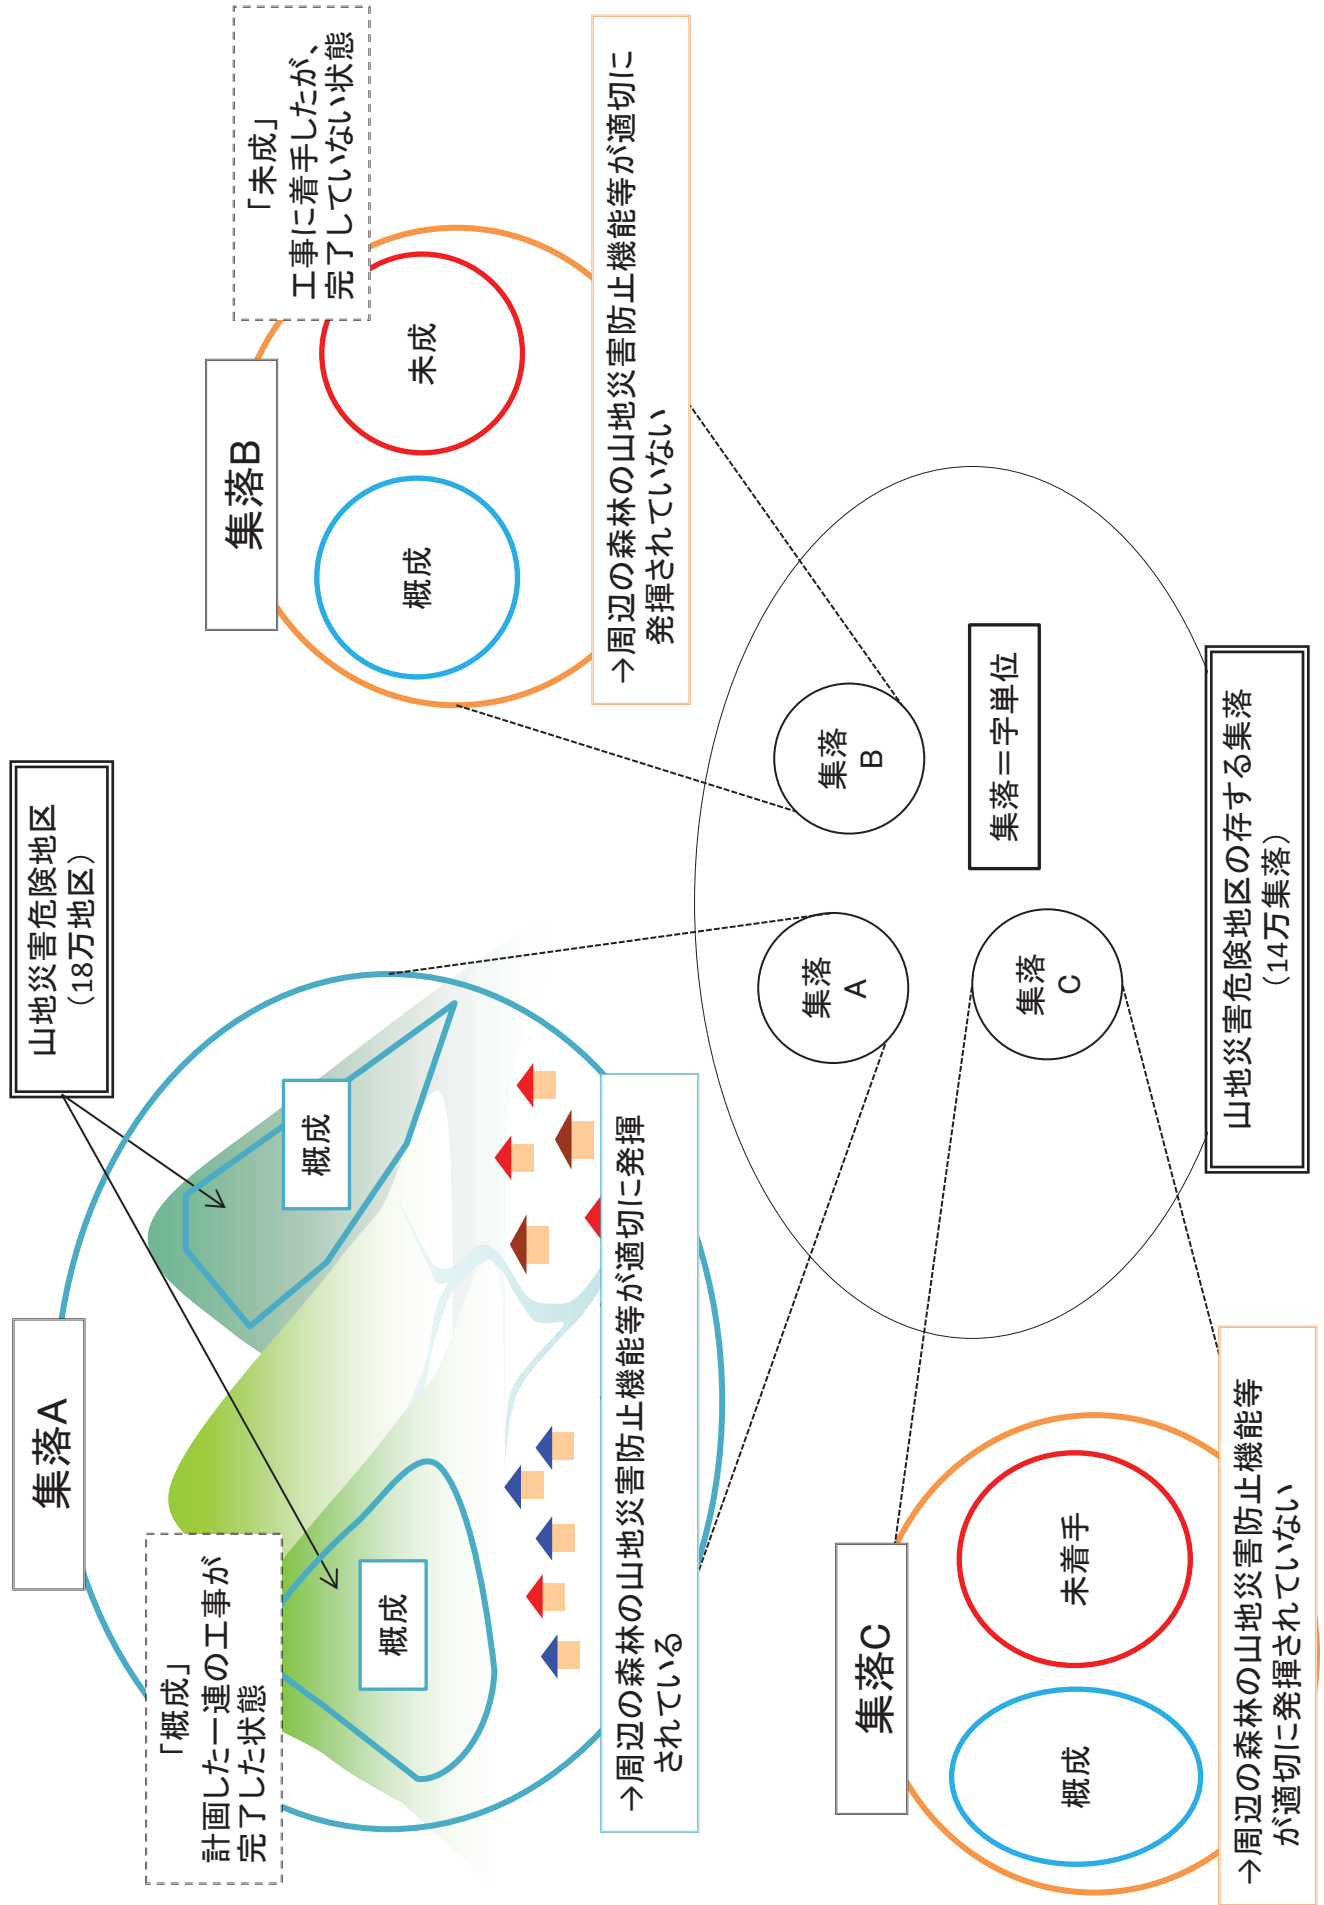 集落A
山地災害危険地区
（18万地区）
「概成」
計画した一連の工事が
完了した状態
概成
概成
→周辺の森林の山地災害防止機能等が適切に発揮
されている
集落B
「未成」
工事に着手したが、
完了していない状態
概成
未成
→周辺の森林の山地災害防止機能等が適切に
発揮されていない
集落
A
集落
B
集落
C
集落＝字単位
山地災害危険地区の存する集落
（14万集落）
集落C
概成
未着手
→周辺の森林の山地災害防止機能等
が適切に発揮されていない